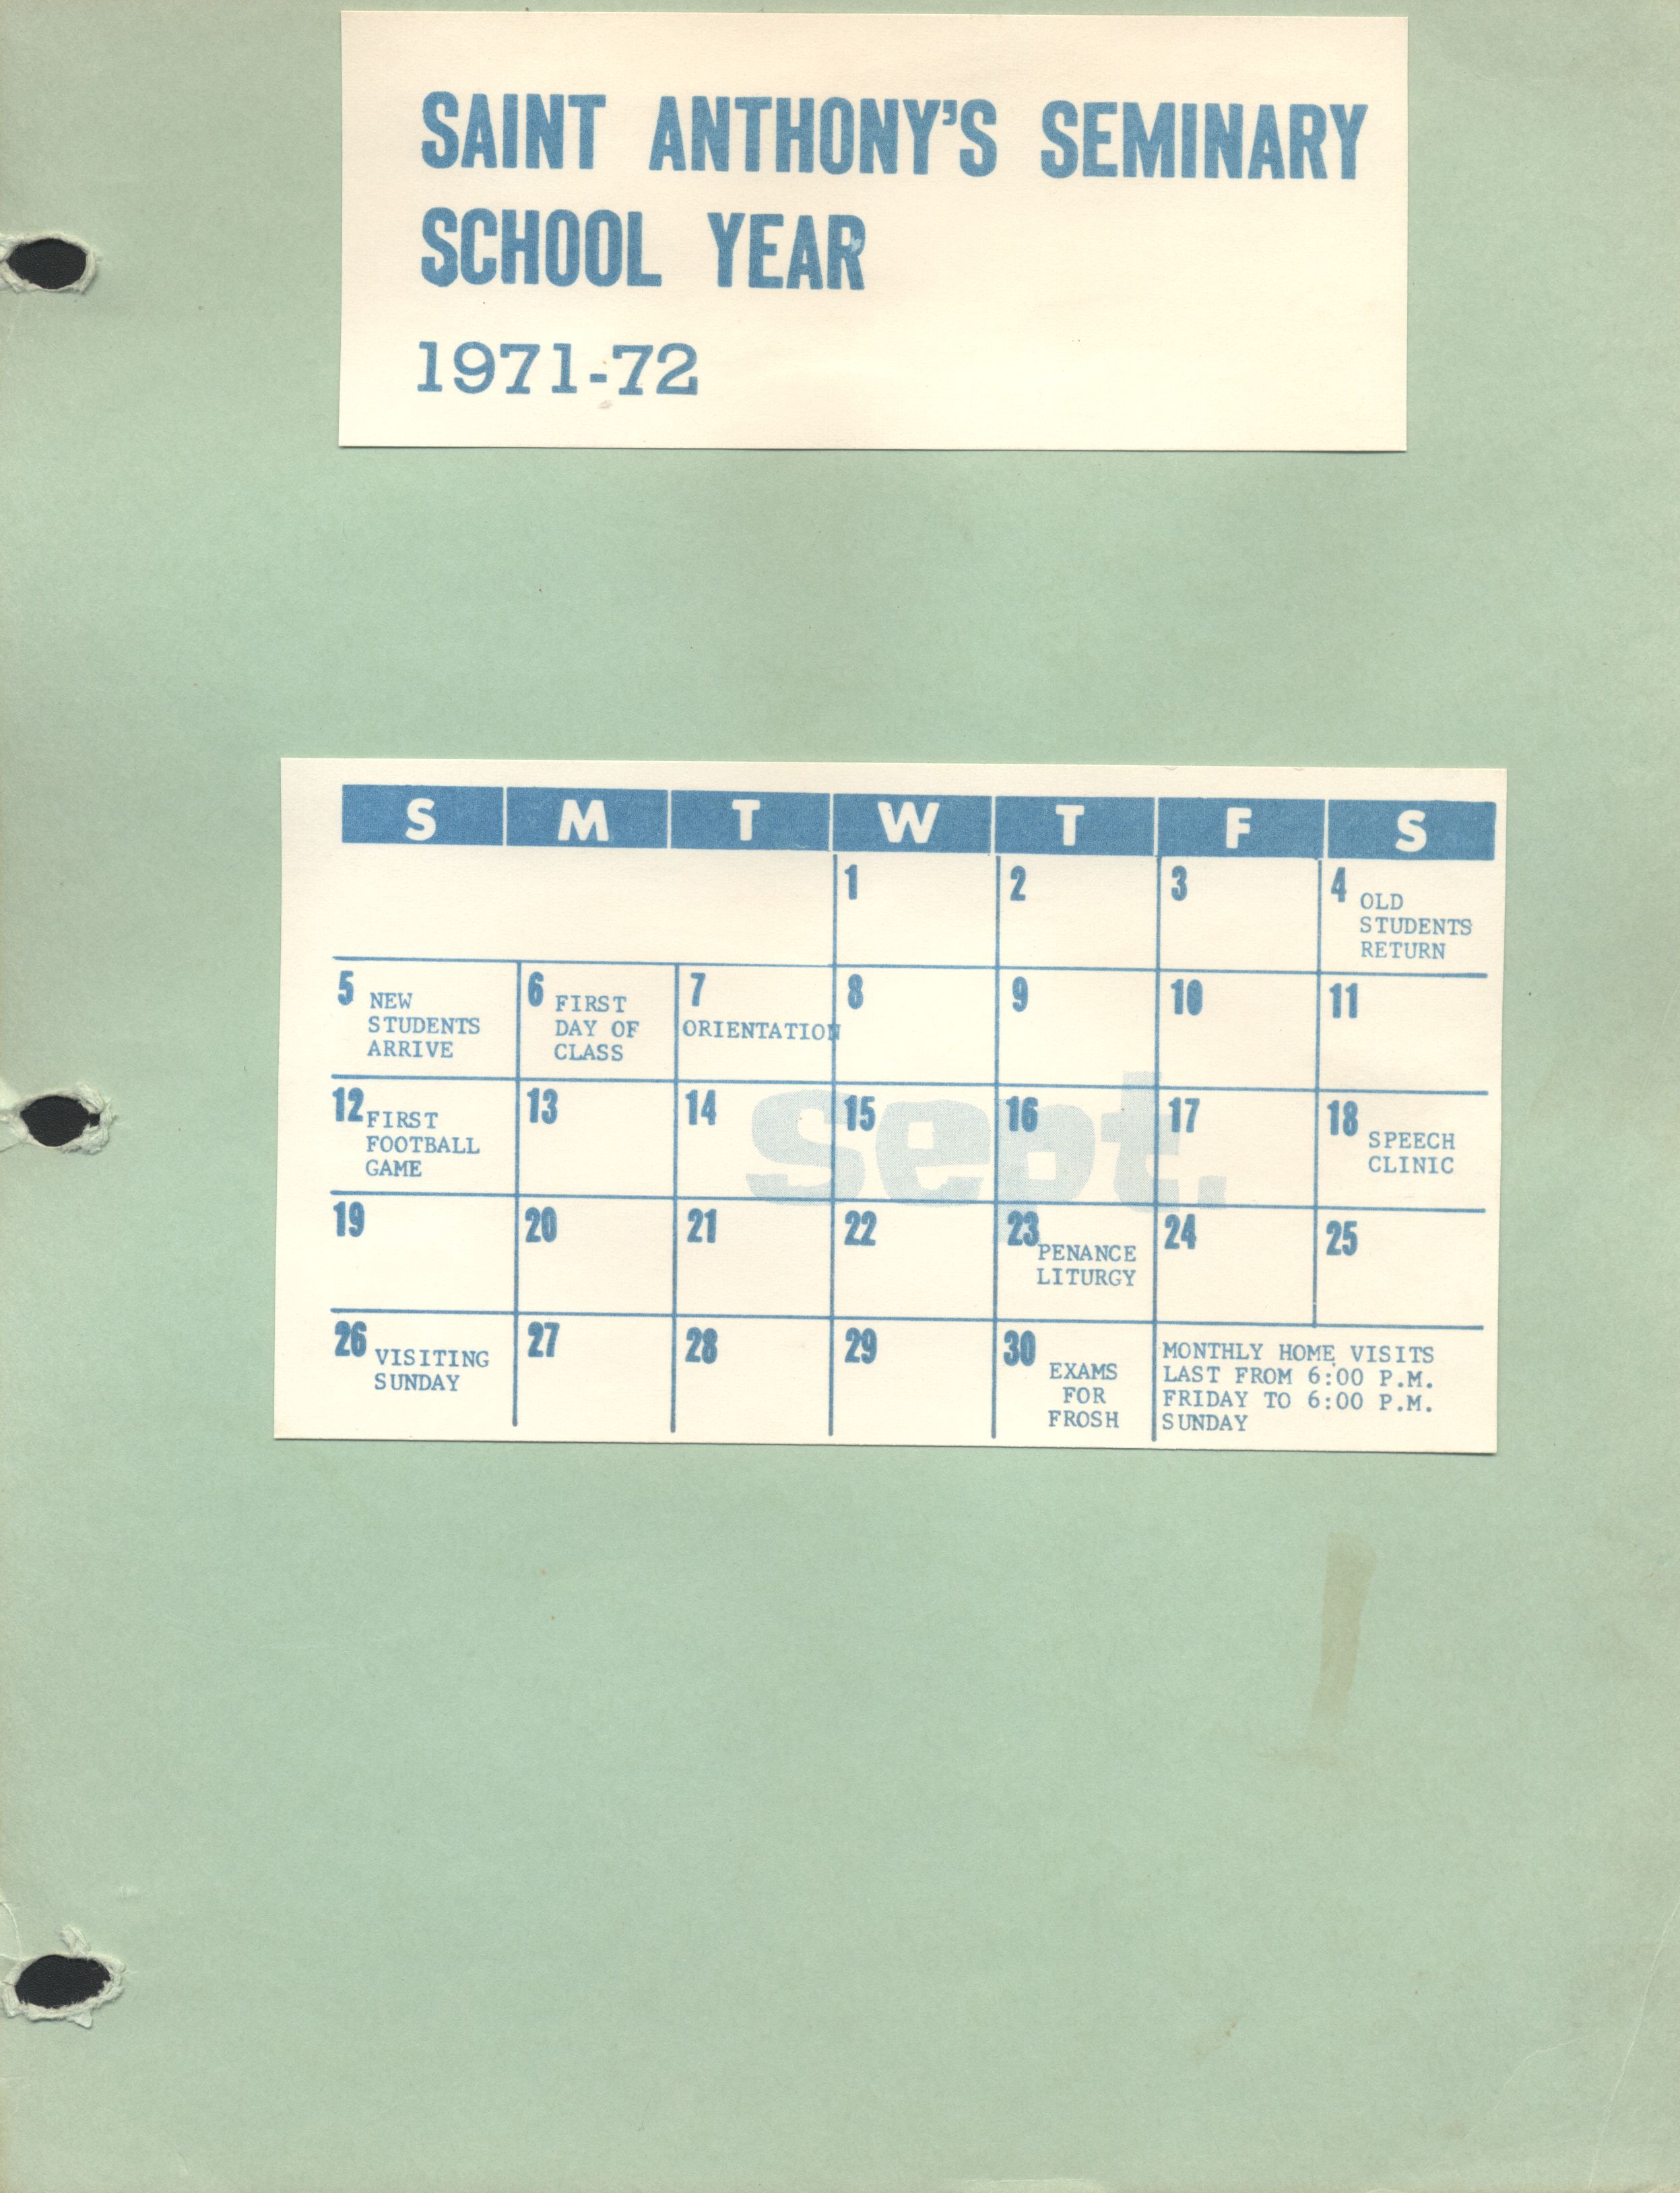 SAINT ANTHONY'S SEMINARY
SCHOOL YEAR
1971-72
S M T W T F S
1 2 3 4 OLD
STUDENTS
RETURN
5 NEW
STUDENTS
ARRIVE
6 FIRST
DAY OF
CLASS
7
ORIENTATION
8 9 10 11
sept.
12 FIRST
FOOTBALL
GAME
13 14 15 16 17 18 SPEECH
CLINIC
19 20 21 22 23 PENANCE
LITURGY
24 25
26 VISITING
SUNDAY
27 28 29 30 EXAMS
FOR
FROSH
MONTHLY HOME VISITS
LAST FROM 6:00 P.M.
FRIDAY TO 6:00 P.M.
SUNDAY